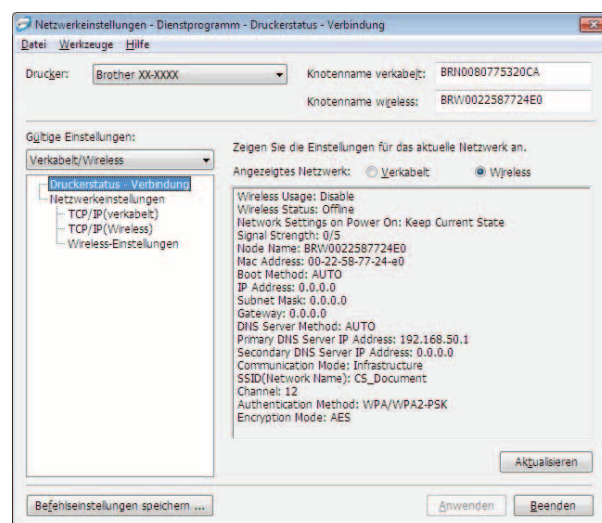 Netzwerkeinstellungen - Dienstprogramm - Druckerstatus - Verbindung
Datei Werkzeuge Hilfe
Drucker: Brother XX-XXXX
Knotenname verkabelt: BRN0080775320CA
Knotenname wireless: BRW0022587724E0
Gültige Einstellungen:
Verkabelt/Wireless
Druckerstatus - Verbindung
Netzwerkeinstellungen
TCP/IP(verkabelt)
TCP/IP(Wireless)
Wireless-Einstellungen
Zeigen Sie die Einstellungen für das aktuelle Netzwerk an.
Angezeigtes Netzwerk: Verkabelt Wireless
Wireless Usage: Disable
Wireless Status: Offline
Network Settings on Power On: Keep Current State
Signal Strength: 0/5
Node Name: BRW0022587724E0
Mac Address: 00-22-58-77-24-e0
Boot Method: AUTO
IP Address: 0.0.0.0
Subnet Mask: 0.0.0.0
Gateway: 0.0.0.0
DNS Server Method: AUTO
Primary DNS Server IP Address: 192.168.50.1
Secondary DNS Server IP Address: 0.0.0.0
Communication Mode: Infrastructure
SSID(Network Name): CS_Document
Channel: 12
Authentication Method: WPA/WPA2-PSK
Encryption Mode: AES
Aktualisieren
Befehlseinstellungen speichern ...
Anwenden
Beenden